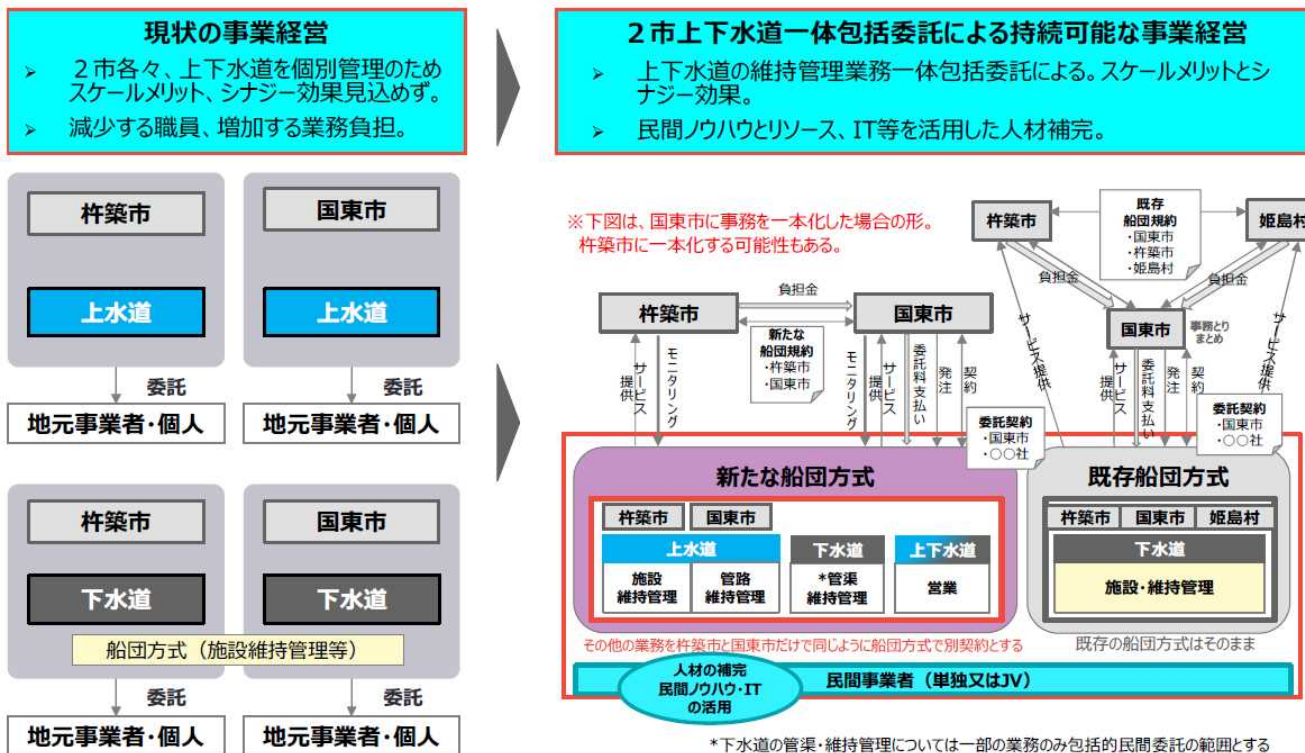 現状の事業経営
➢ ２市各々、上下水道を個別管理のため
スケールメリット、シナジー効果見込めず。
➢ 減少する職員、増加する業務負担。
杵築市
国東市
上水道
上水道
委託
委託
地元事業者・個人
地元事業者・個人
杵築市
国東市
下水道
下水道
船団方式（施設維持管理等）
委託
委託
地元事業者・個人
地元事業者・個人
２市上下水道一体包括委託による持続可能な事業経営
➢ 上下水道の維持管理業務一体包括委託による。スケールメリットとシ
ナジー効果。
➢ 民間ノウハウとリソース、IT等を活用した人材補完。
※下図は、国東市に事務を一本化した場合の形。
杵築市に一本化する可能性もある。
杵築市
負担金
国東市
新たな
船団規約
・杵築市
・国東市
サービス
提供
モニタリング
モニタリング
サービス
提供
委託料支払い
発注
契約
杵築市
既存
船団規約
・国東市
・杵築市
・姫島村
姫島村
負担金
負担金
国東市
事務とり
まとめ
サービス提供
サービス提供
サービス
提供
委託料支払い
発注
契約
委託契約
・国東市
・○○社
委託契約
・国東市
・○○社
新たな船団方式
杵築市
国東市
上水道
下水道
上下水道
施設
維持管理
管路
維持管理
*管渠
維持管理
営業
その他の業務を杵築市と国東市だけで同じように船団方式で別契約とする
既存船団方式
杵築市
国東市
姫島村
下水道
施設・維持管理
既存の船団方式はそのまま
人材の補完
民間ノウハウ・IT
の活用
民間事業者（単独又はJV）
*下水道の管渠・維持管理については一部の業務のみ包括的民間委託の範囲とする